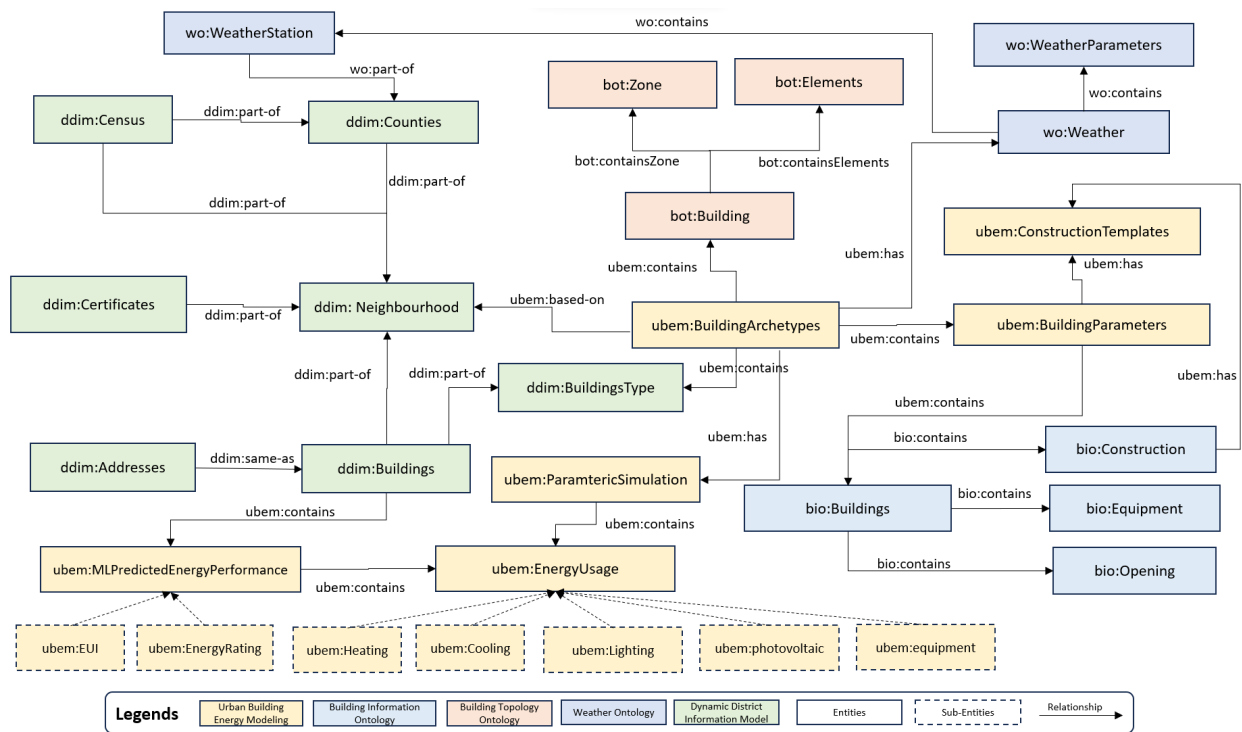 wo:contains
wo:WeatherStation
wo:WeatherParameters
wo:part-of
bot:Zone
bot:Elements
wo:contains
ddim:Census
ddim:part-of
ddim:Counties
wo:Weather
bot:containsZone
bot:containsElements
ddim:part-of
ddim:part-of
bot:Building
ubem:ConstructionTemplates
ubem:has
ubem:contains
ubem:has
ddim:Certificates
ddim:part-of
ddim: Neighbourhood
ubem:based-on
ubem:BuildingArchetypes
ubem:contains
ubem:BuildingParameters
ddim:part-of
ddim:part-of
ddim:BuildingsType
ubem:contains
ubem:has
ubem:contains
ubem:has
bio:contains
bio:Construction
ddim:Addresses
ddim:same-as
ddim:Buildings
ubem:ParamtericSimulation
ubem:contains
ubem:contains
bio:Buildings
bio:contains
bio:Equipment
ubem:MLPredictedEnergyPerformance
ubem:contains
ubem:EnergyUsage
bio:contains
bio:Opening
ubem:EUI
ubem:EnergyRating
ubem:Heating
ubem:Cooling
ubem:Lighting
ubem:photovoltaic
ubem:equipment
Legends
Urban Building
Energy Modeling
Building Information
Ontology
Building Topology
Ontology
Weather Ontology
Dynamic District
Information Model
Entities
Sub-Entities
Relationship